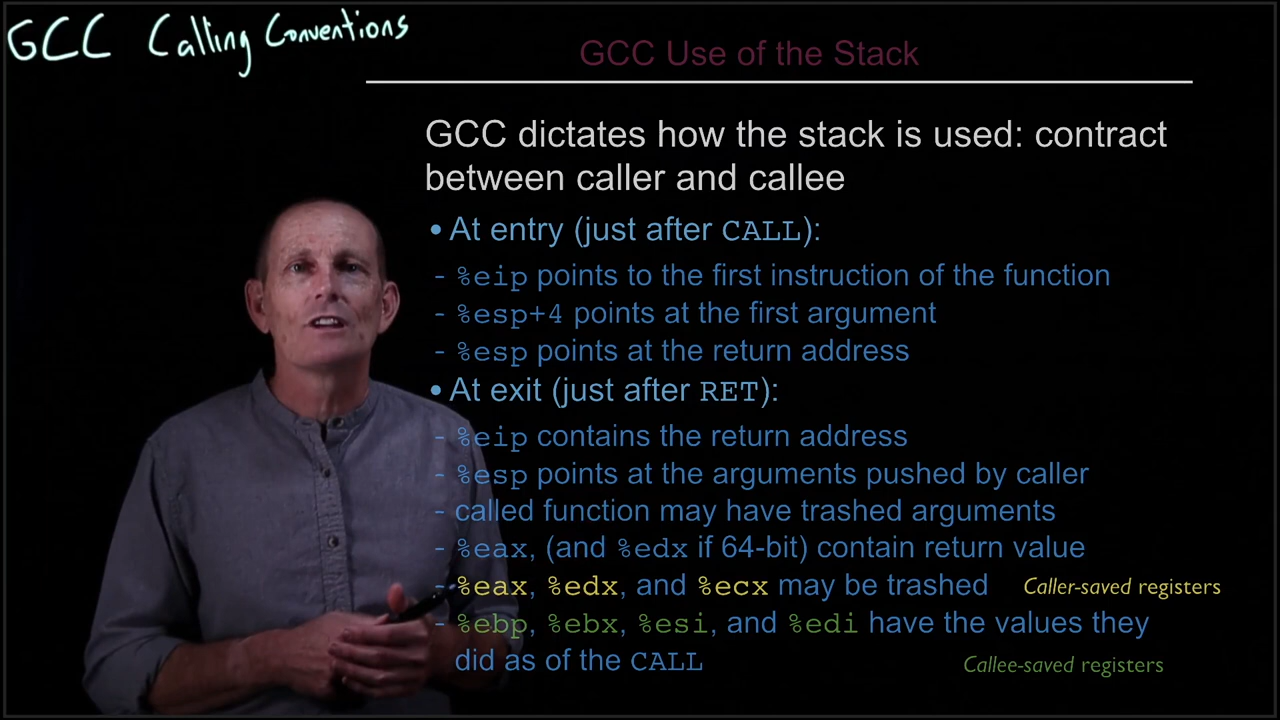 GCC Calling Conventions
GCC Use of the Stack
GCC dictates how the stack is used: contract
between caller and callee
• At entry (just after CALL):
- %eip points to the first instruction of the function
- %esp+4 points at the first argument
- %esp points at the return address
• At exit (just after RET):
- %eip contains the return address
- %esp points at the arguments pushed by caller
- called function may have trashed arguments
- %eax, (and %edx if 64-bit) contain return value
- %eax, %edx, and %ecx may be trashed Caller-saved registers
- %ebp, %ebx, %esi, and %edi have the values they
did as of the CALL Callee-saved registers